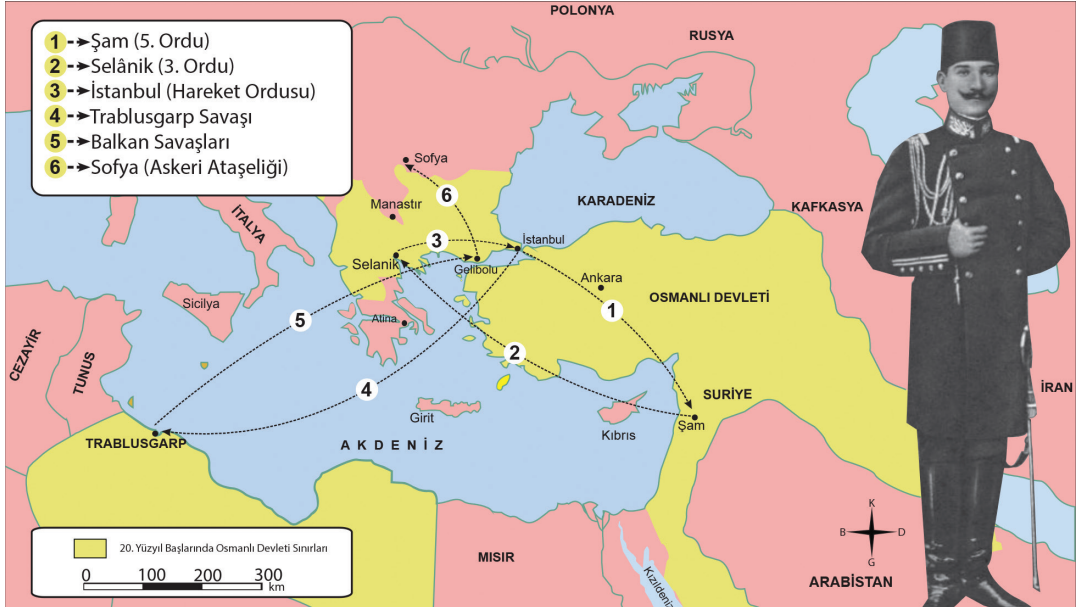 1 Şam (5. Ordu)
2 Selânik (3. Ordu)
3 İstanbul (Hareket Ordusu)
4 Trablusgarp Savaşı
5 Balkan Savaşları
6 Sofya (Askeri Ataşeliği)
POLONYA
RUSYA
Sofya
6
KARADENİZ
KAFKASYA
Manastır
İTALYA
3
İstanbul
Selanik
Gelibolu
Ankara
OSMANLI DEVLETİ
1
Sicilya
5
Atina
2
CEZAYİR
TUNUS
4
SURİYE
İRAN
Girit
Kıbrıs
Şam
TRABLUSGARP
AKDENİZ
K
B D
G
20. Yüzyıl Başlarında Osmanlı Devleti Sınırları
0 100 200 300
km
MISIR
Kızıldeniz
ARABİSTAN